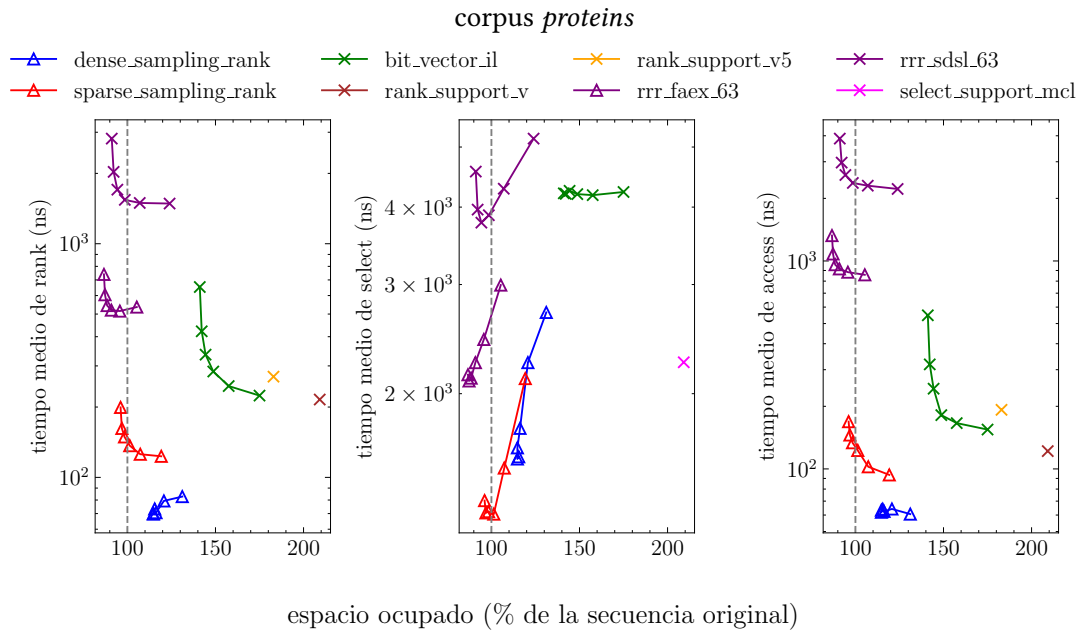 corpus proteins
dense_sampling_rank bit_vector_il rank_support_v5 rrr_sdsl_63
sparse_sampling_rank rank_support_v rrr_faex_63 select_support_mcl
tiempo medio de rank (ns)
10³
10²
100 150 200
tiempo medio de select (ns)
4 × 10³
3 × 10³
2 × 10³
100 150 200
tiempo medio de access (ns)
10³
10²
100 150 200
espacio ocupado (% de la secuencia original)